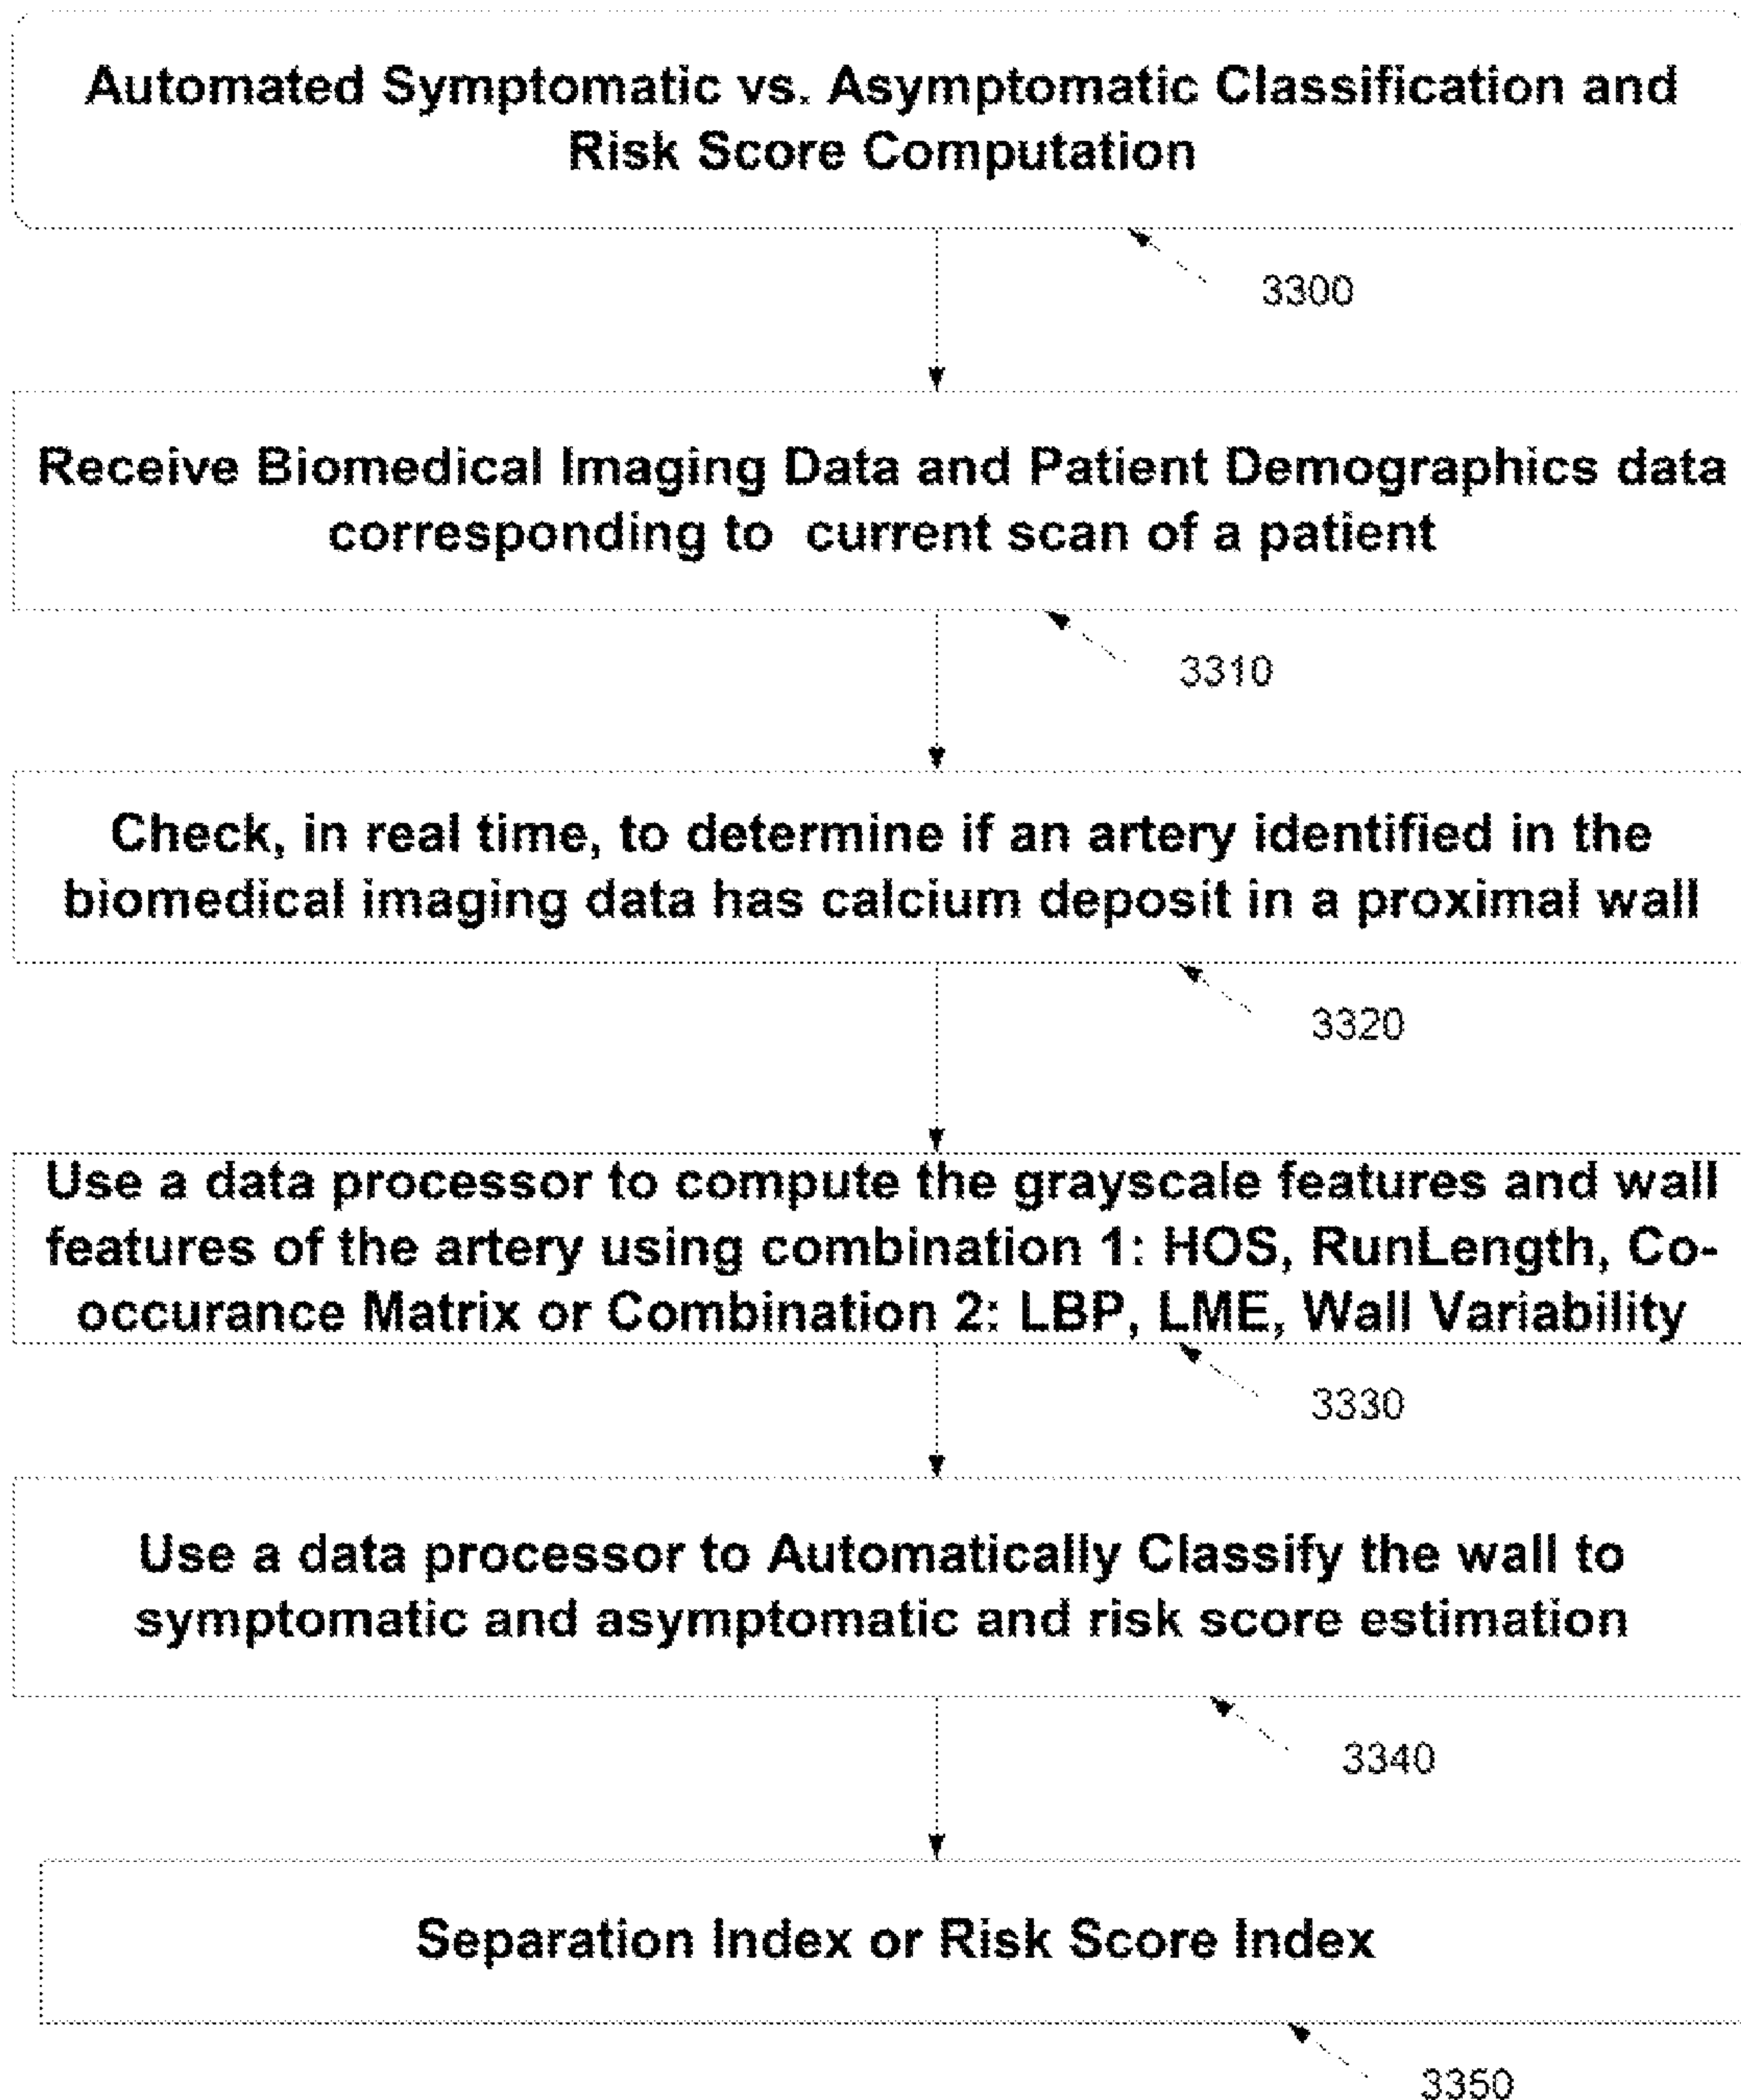 Automated Symptomatic vs. Asymptomatic Classification and
Risk Score Computation
3300
Receive Biomedical Imaging Data and Patient Demographics data
corresponding to current scan of a patient
3310
Check, in real time, to determine if an artery identified in the
biomedical imaging data has calcium deposit in a proximal wall
3320
Use a data processor to compute the grayscale features and wall
features of the artery using combination 1: HOS, RunLength, Co-
occurance Matrix or Combination 2: LBP, LME, Wall Variability
3330
Use a data processor to Automatically Classify the wall to
symptomatic and asymptomatic and risk score estimation
3340
Separation Index or Risk Score Index
3350